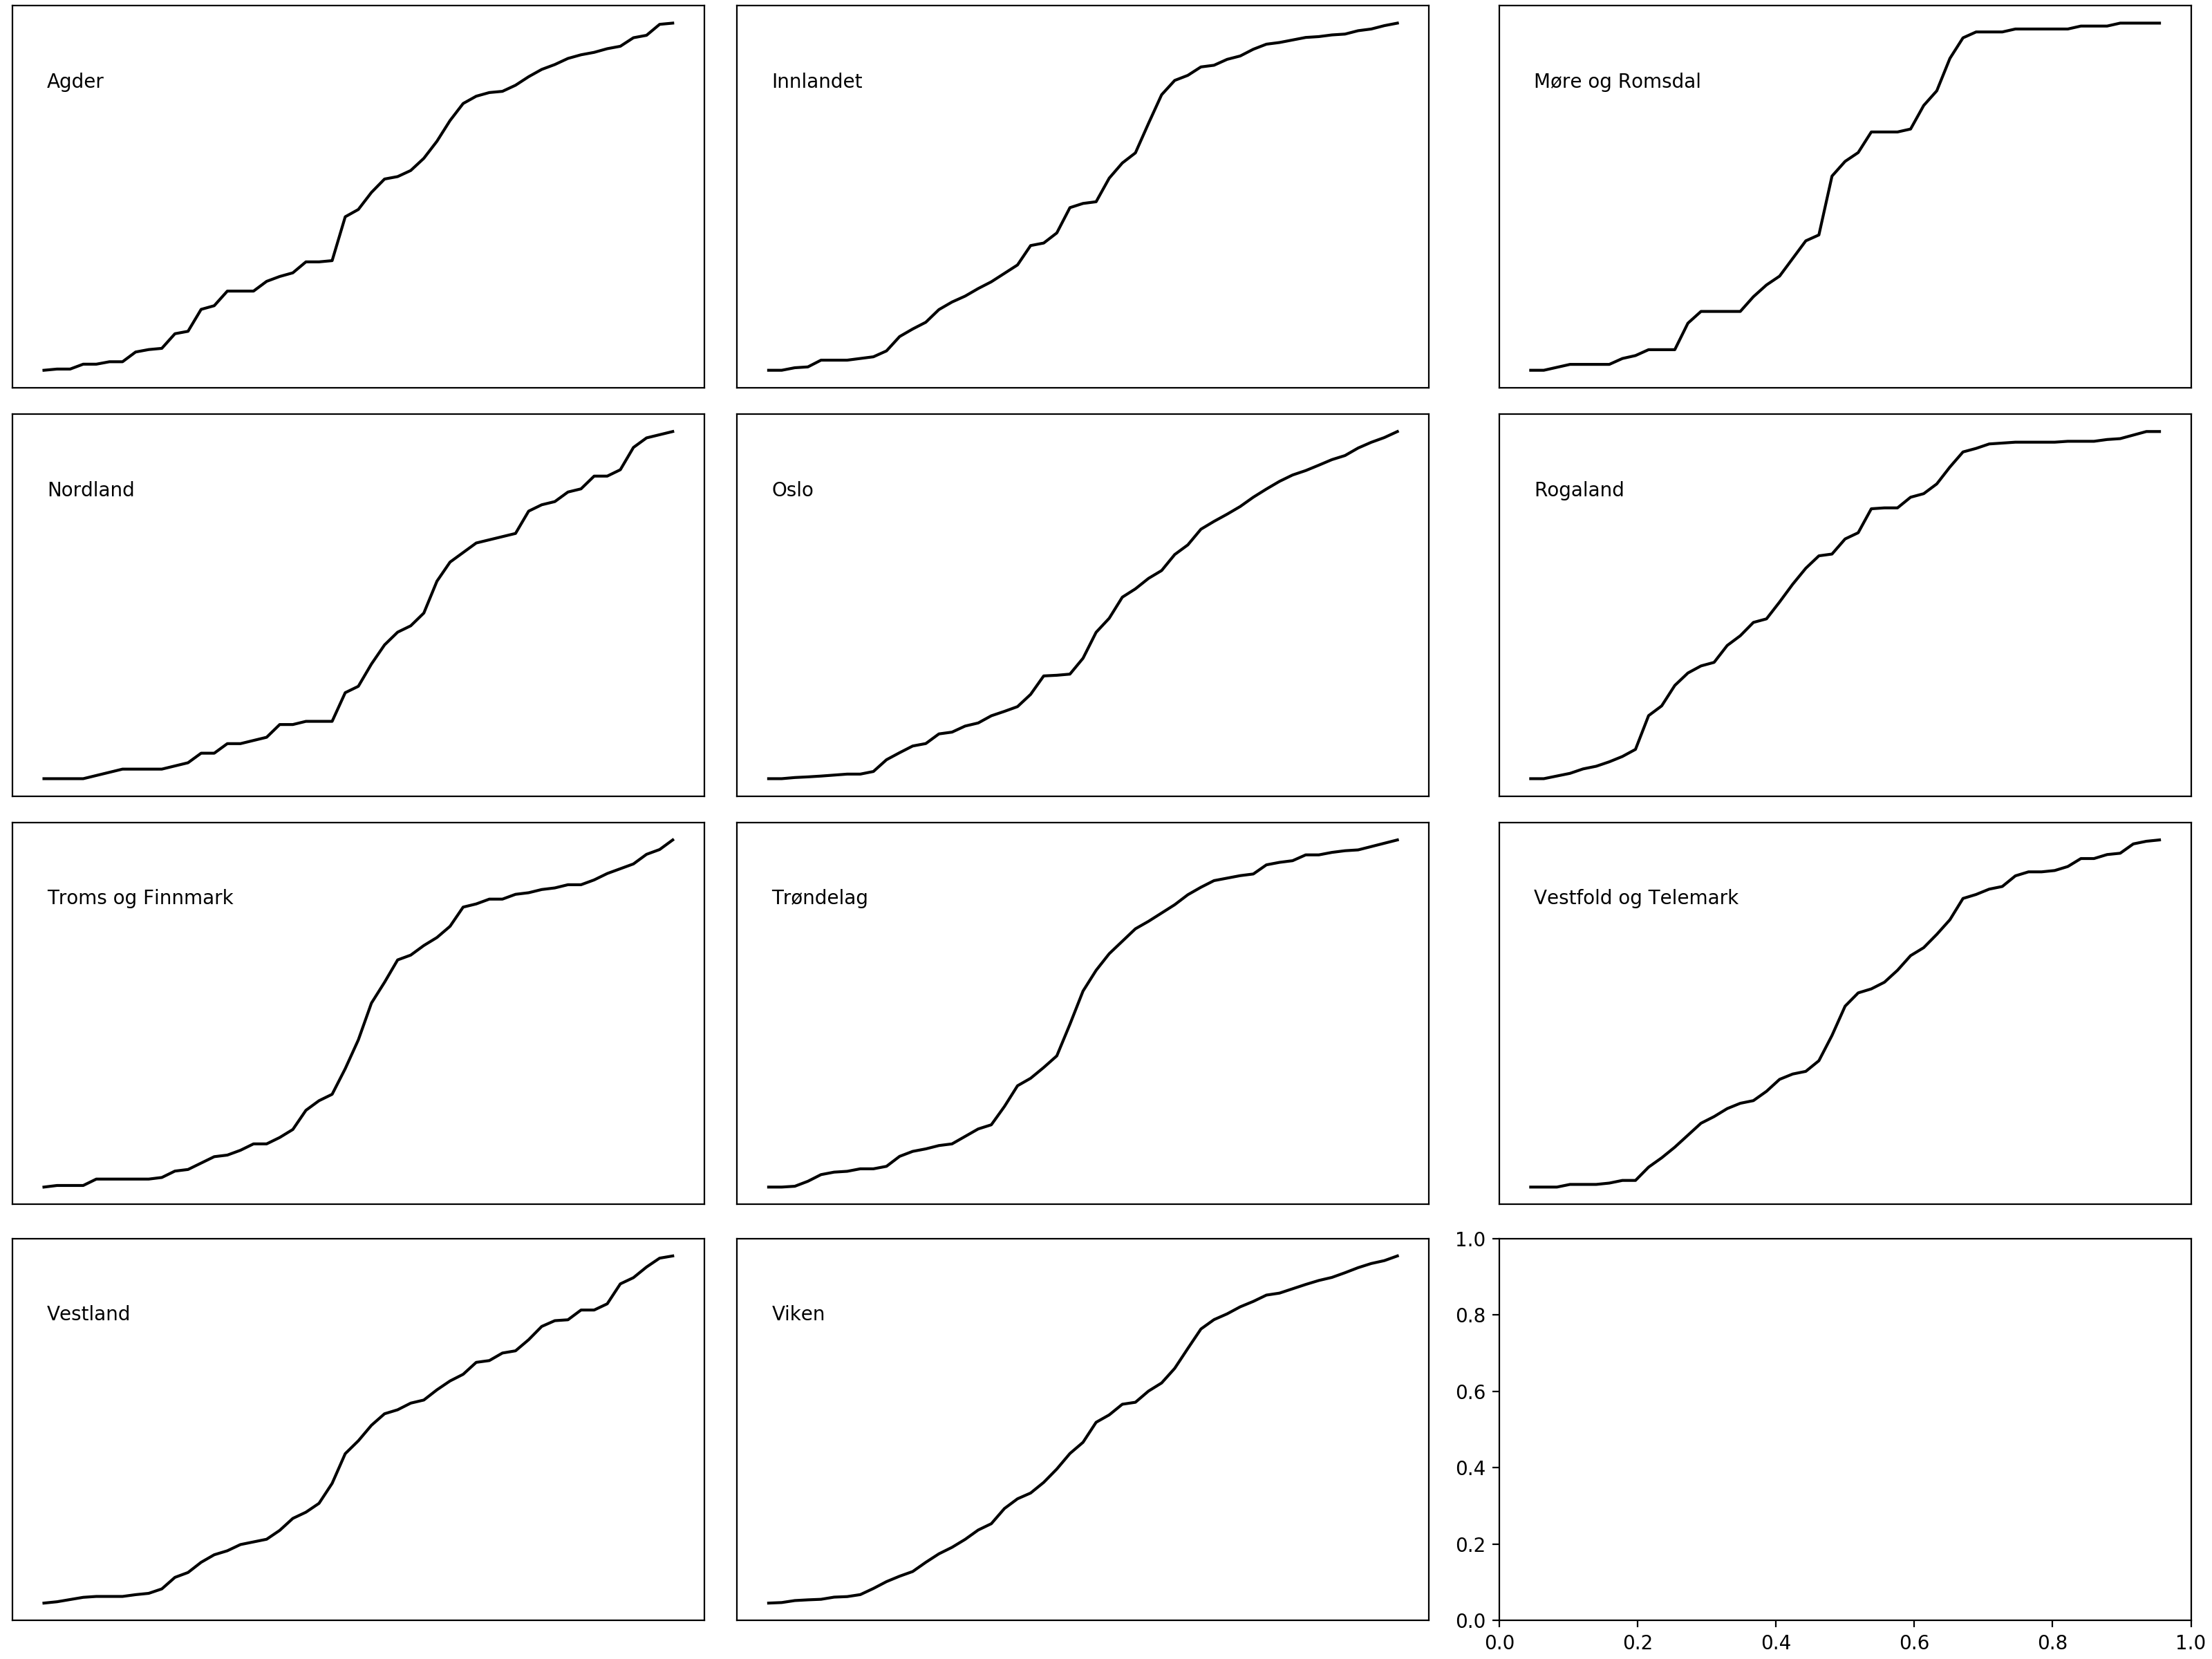 Agder
Innlandet
Møre og Romsdal
Nordland
Oslo
Rogaland
Troms og Finnmark
Trøndelag
Vestfold og Telemark
Vestland
Viken
1.0
0.8
0.6
0.4
0.2
0.0
0.0 0.2 0.4 0.6 0.8 1.0